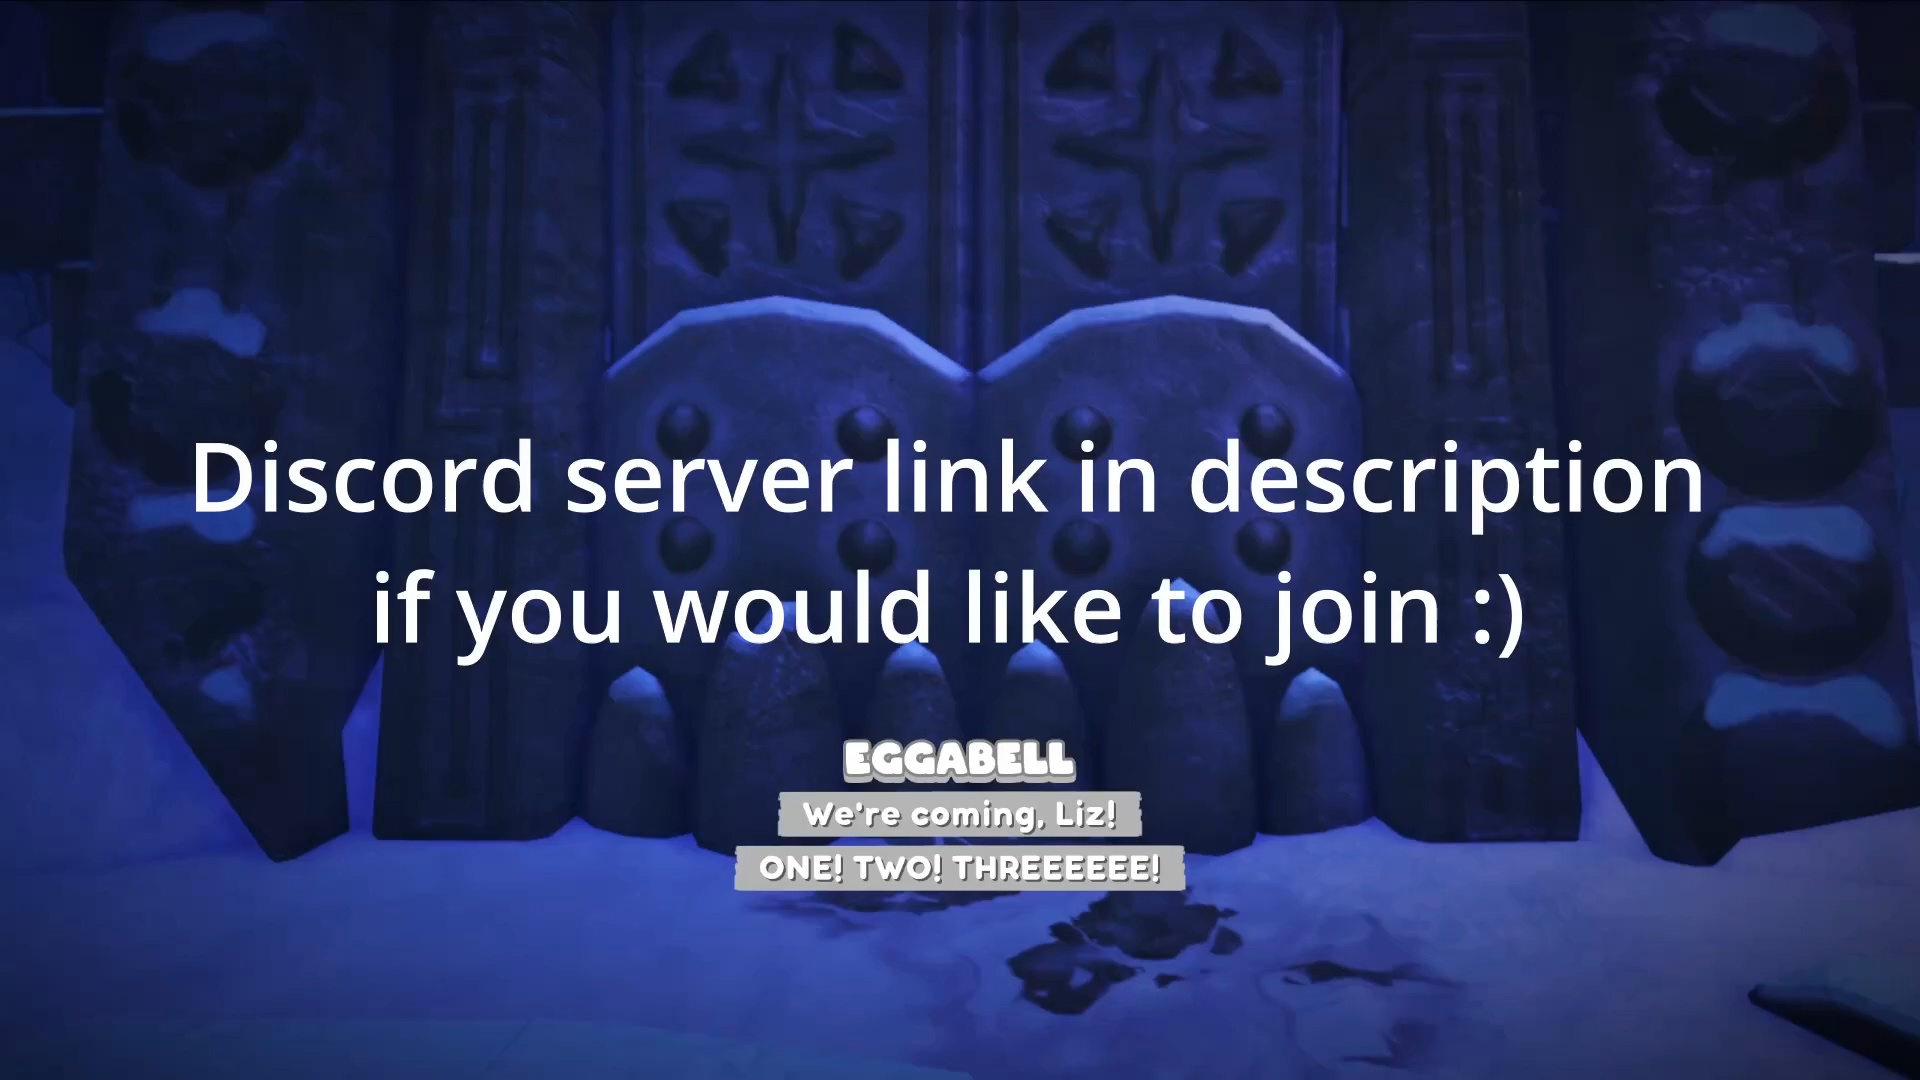 Discord server link in description
if you would like to join :)
EGGABELL
We're coming, Liz!
ONE! TWO! THREEEEEE!